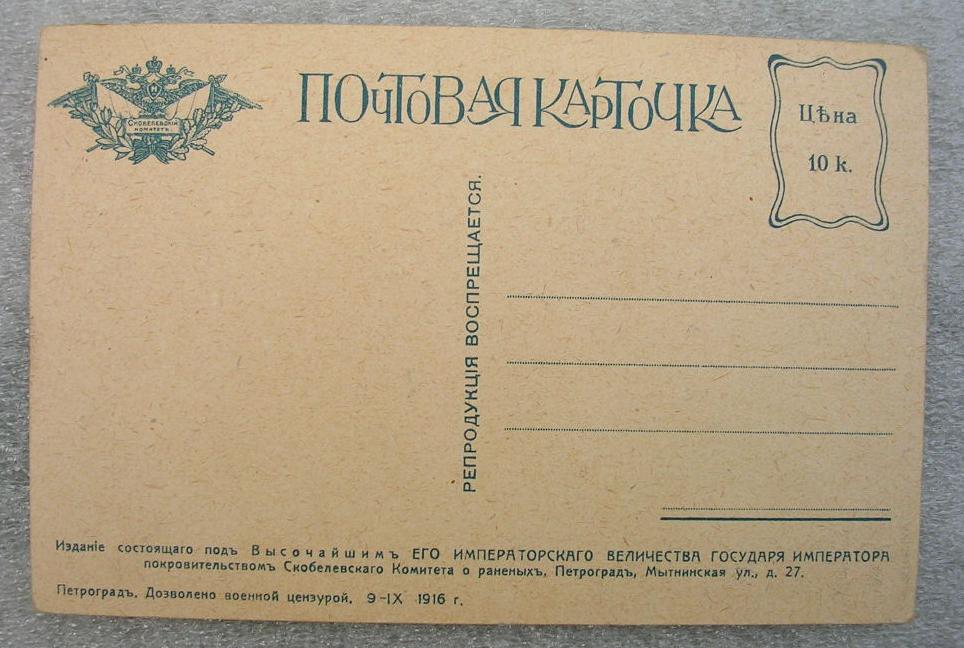 СКОБЕЛЕВСКІЙ
КОМИТЕТЪ.
ПОЧТОВАЯ КАРТОЧКА
Цѣна
10 к.
РЕПРОДУКЦІЯ ВОСПРЕЩАЕТСЯ.
Изданіе состоящаго подъ Высочайшимъ ЕГО ИМПЕРАТОРСКАГО ВЕЛИЧЕСТВА ГОСУДАРЯ ИМПЕРАТОРА
покровительствомъ Скобелевскаго Комитета о раненыхъ, Петроградъ, Мытнинская ул., д. 27.
Петроградъ. Дозволено военной цензурой. 9-IX 1916 г.